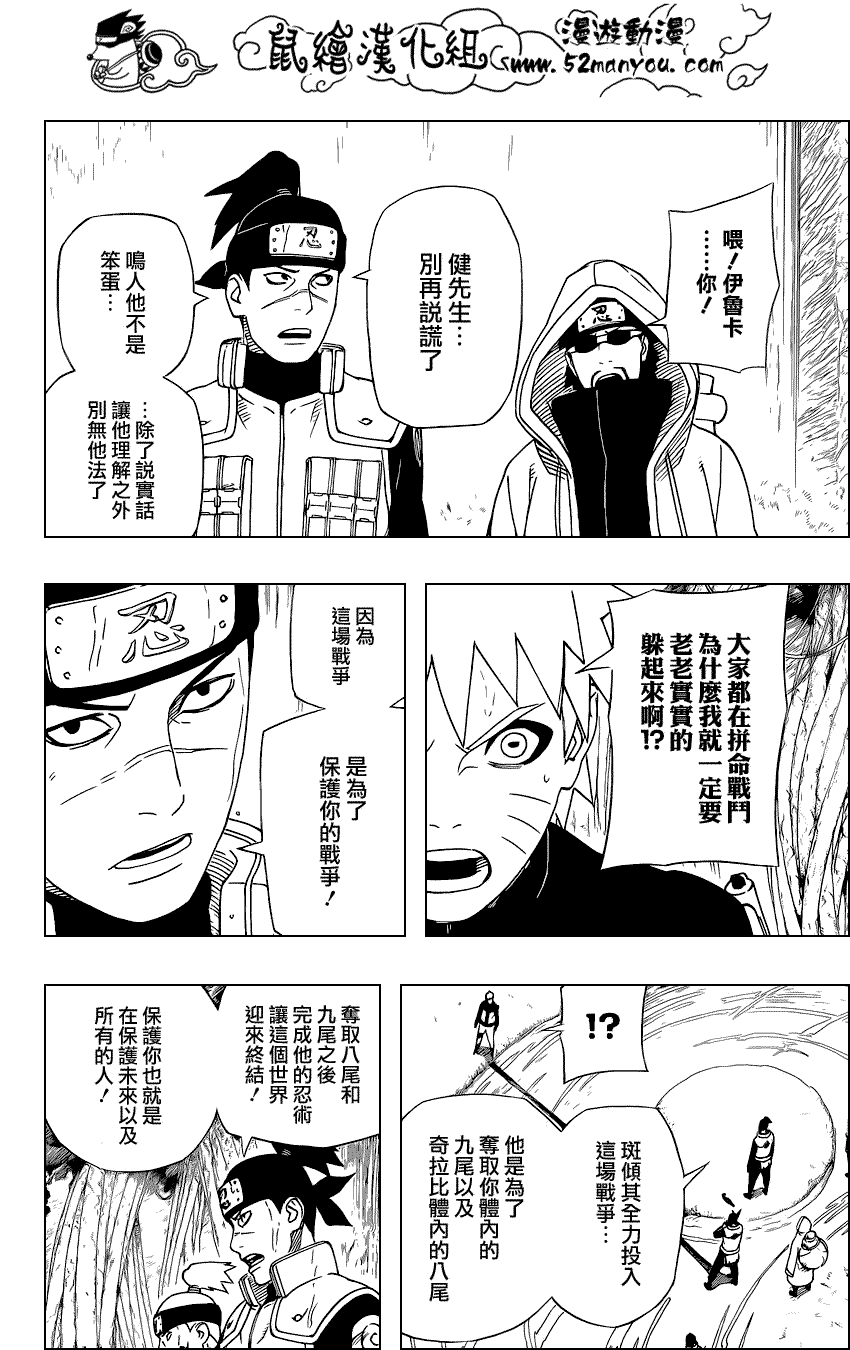 鼠繪漢化組
漫遊動漫
www.52manyou.com
喂！伊魯卡
……你！
忍
忍
健先生…
別再説謊了
鳴人他不是
笨蛋…
…除了説實話
讓他理解之外
別無他法了
大家都在拼命戰鬥
為什麼我就一定要
老老實實的
躲起來啊!?
因為
這場戰爭
是為了
保護你的戰爭！
忍
!?
斑傾其全力投入
這場戰爭…
他是為了
奪取你體內的
九尾以及
奇拉比體內的八尾
奪取八尾和
九尾之後
完成他的忍術
讓這個世界
迎來終結！
保護你也就是
在保護未來以及
所有的人！
忍